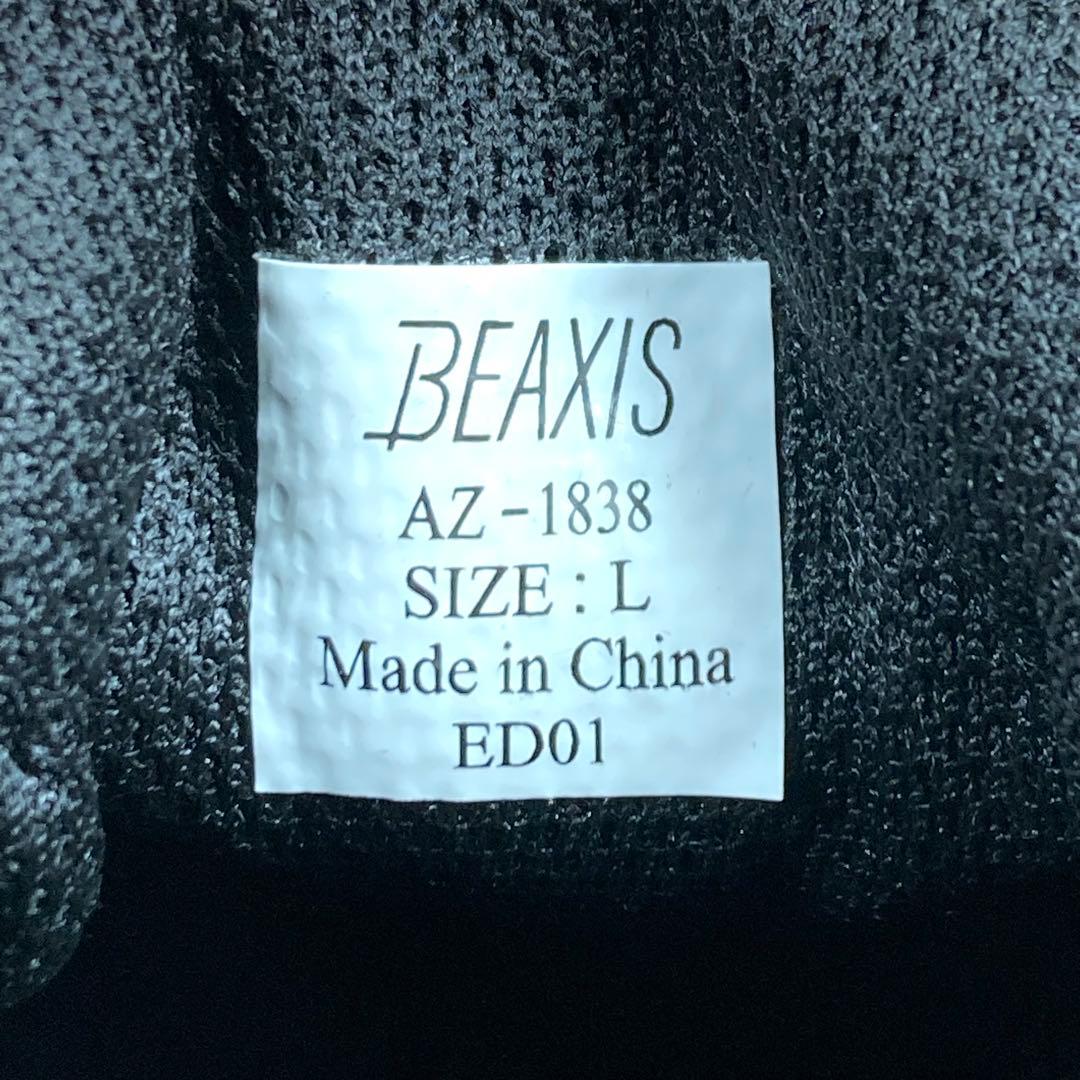 BEAXIS
AZ-1838
SIZE : L
Made in China
ED01